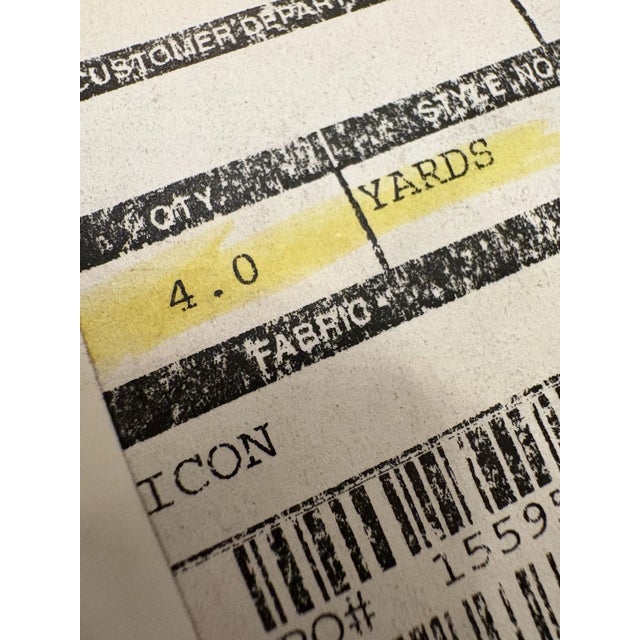 CUSTOMER DEPART
STYLE NO.
QTY
YARDS
4.0
FABRIC
ICON
1559
PO#